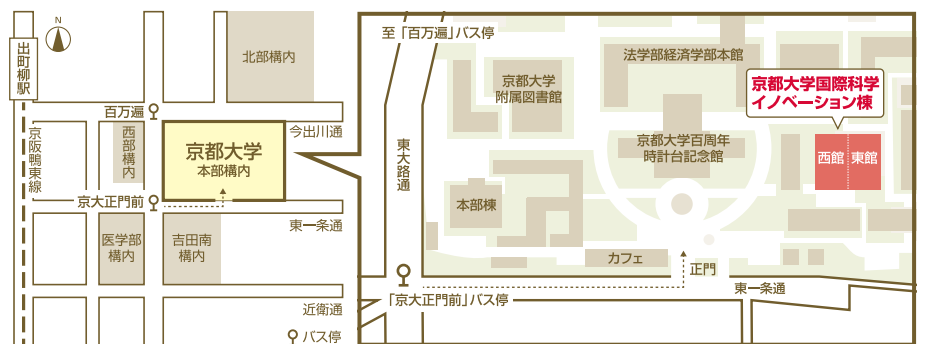 N
出町柳駅
京阪鴨東線
北部構内
百万遍
今出川通
西部構内
京都大学
本部構内
京大正門前
東一条通
医学部
構内
吉田南
構内
近衛通
バス停
至「百万遍」バス停
東大路通
京都大学
附属図書館
法学部経済学部本館
京都大学国際科学
イノベーション棟
西館
東館
京都大学百周年
時計台記念館
本部棟
カフェ
正門
「京大正門前」バス停
東一条通